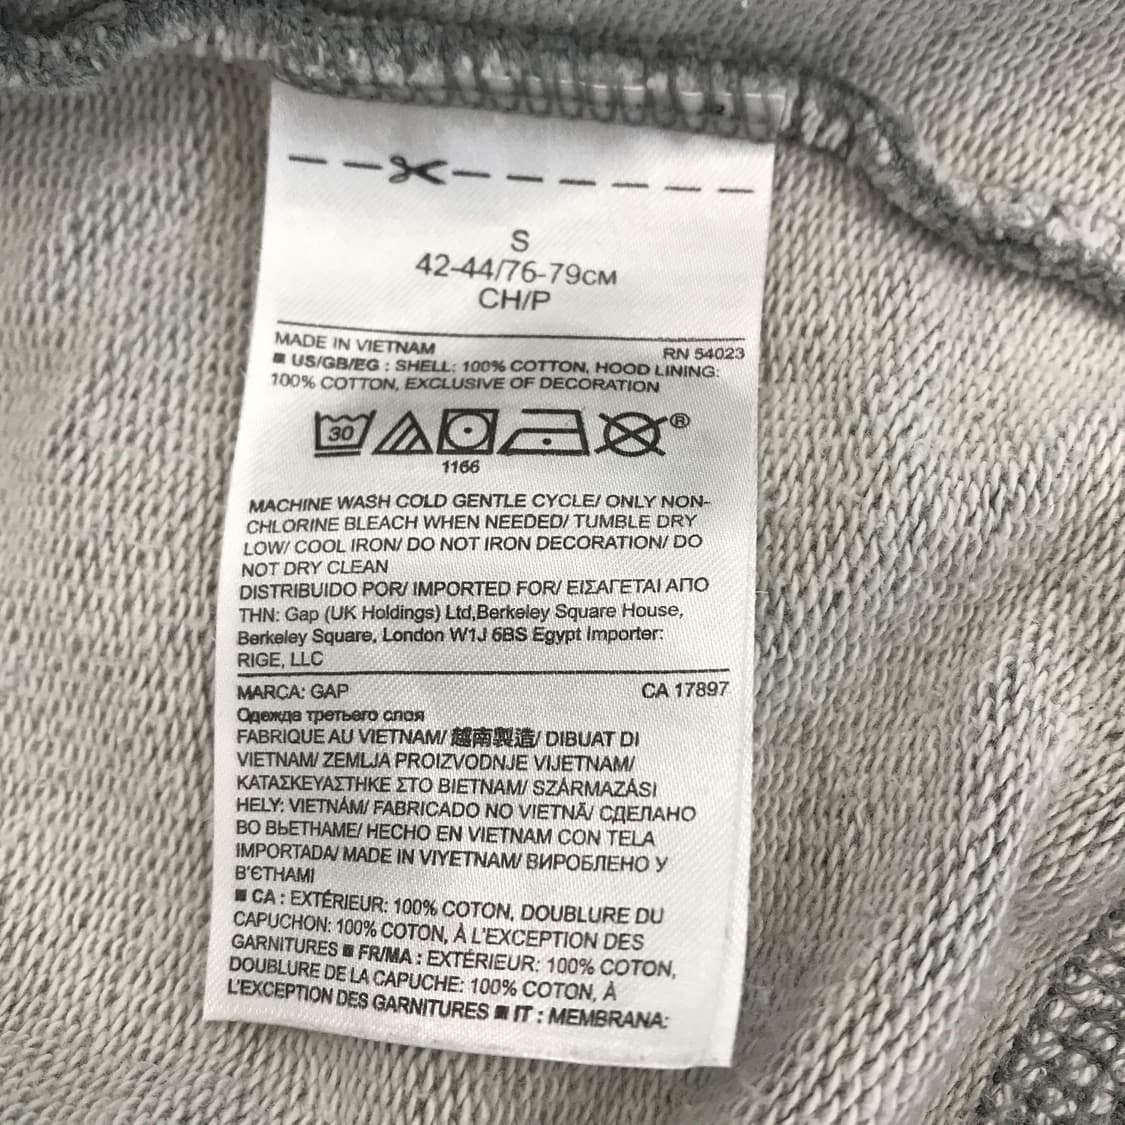 S
42-44/76-79CM
CH/P
MADE IN VIETNAM
RN 54023
■ US/GB/EG : SHELL: 100% COTTON, HOOD LINING:
100% COTTON, EXCLUSIVE OF DECORATION
30
®
1166
MACHINE WASH COLD GENTLE CYCLE/ ONLY NON-
CHLORINE BLEACH WHEN NEEDED/ TUMBLE DRY
LOW/ COOL IRON/ DO NOT IRON DECORATION/ DO
NOT DRY CLEAN
DISTRIBUIDO POR/ IMPORTED FOR/ ΕΙΣΑΓΕΤΑΙ ΑΠΟ
ΤΗΝ: Gap (UK Holdings) Ltd,Berkeley Square House,
Berkeley Square, London W1J 6BS Egypt Importer:
RIGE, LLC
MARCA: GAP
CA 17897
Одежда третьего слоя
FABRIQUE AU VIETNAM/ 越南製造/ DIBUAT DI
VIETNAM/ ZEMLJA PROIZVODNJE VIJETNAM/
ΚΑΤΑΣΚΕΥΑΣΤΗΚΕ ΣΤΟ ΒΙΕΤΝΑΜ/ SZÁRMAZÁSI
HELY: VIETNÁM/ FABRICADO NO VIETNÃ/ СДЕЛАНО
ВО ВЬЕТНАМЕ/ HECHO EN VIETNAM CON TELA
IMPORTADA/ MADE IN VIYETNAM/ ВИРОБЛЕНО У
В'ЄТНАМІ
■ CA : EXTÉRIEUR: 100% COTON, DOUBLURE DU
CAPUCHON: 100% COTON, À L'EXCEPTION DES
GARNITURES ■ FR/MA : EXTÉRIEUR: 100% COTON,
DOUBLURE DE LA CAPUCHE: 100% COTON, À
L'EXCEPTION DES GARNITURES ■ IT : MEMBRANA: